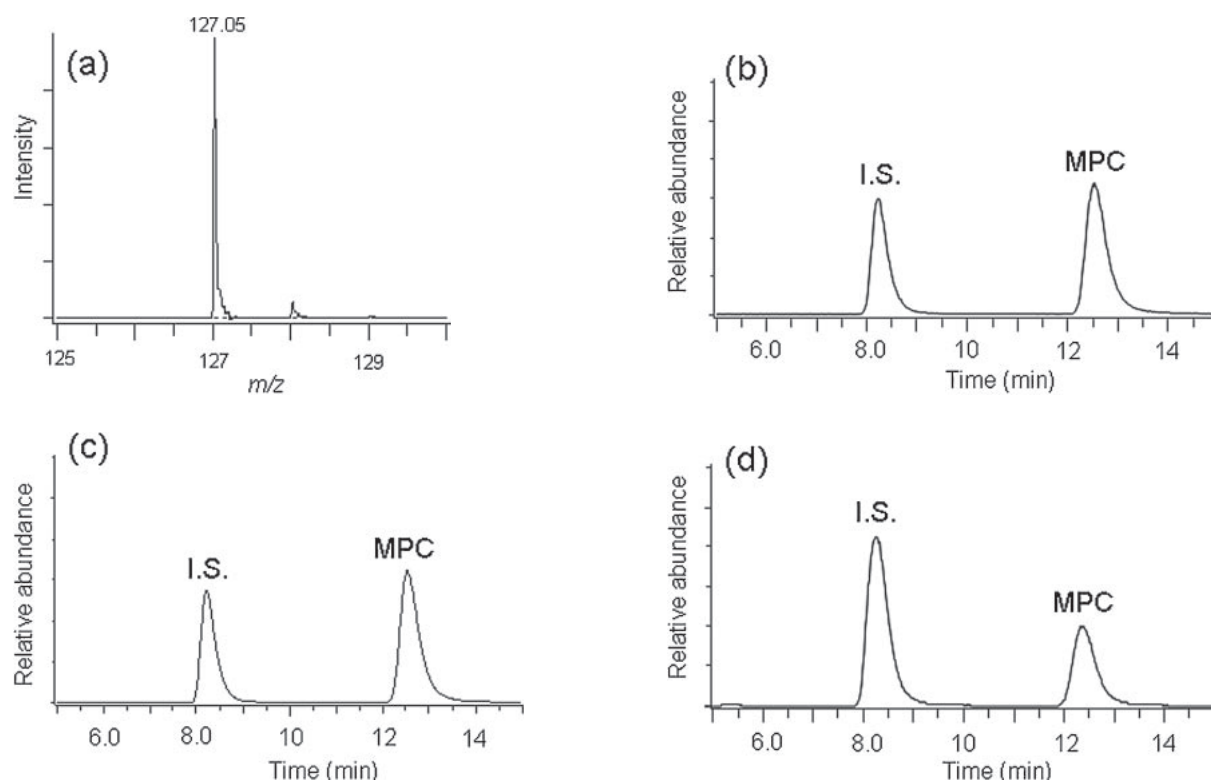 127.05
(a)
Intensity
125
127
129
m/z
(b)
Relative abundance
I.S.
MPC
6.0
8.0
10
12
14
Time (min)
(c)
Relative abundance
I.S.
MPC
6.0
8.0
10
12
14
Time (min)
(d)
Relative abundance
I.S.
MPC
6.0
8.0
10
12
14
Time (min)